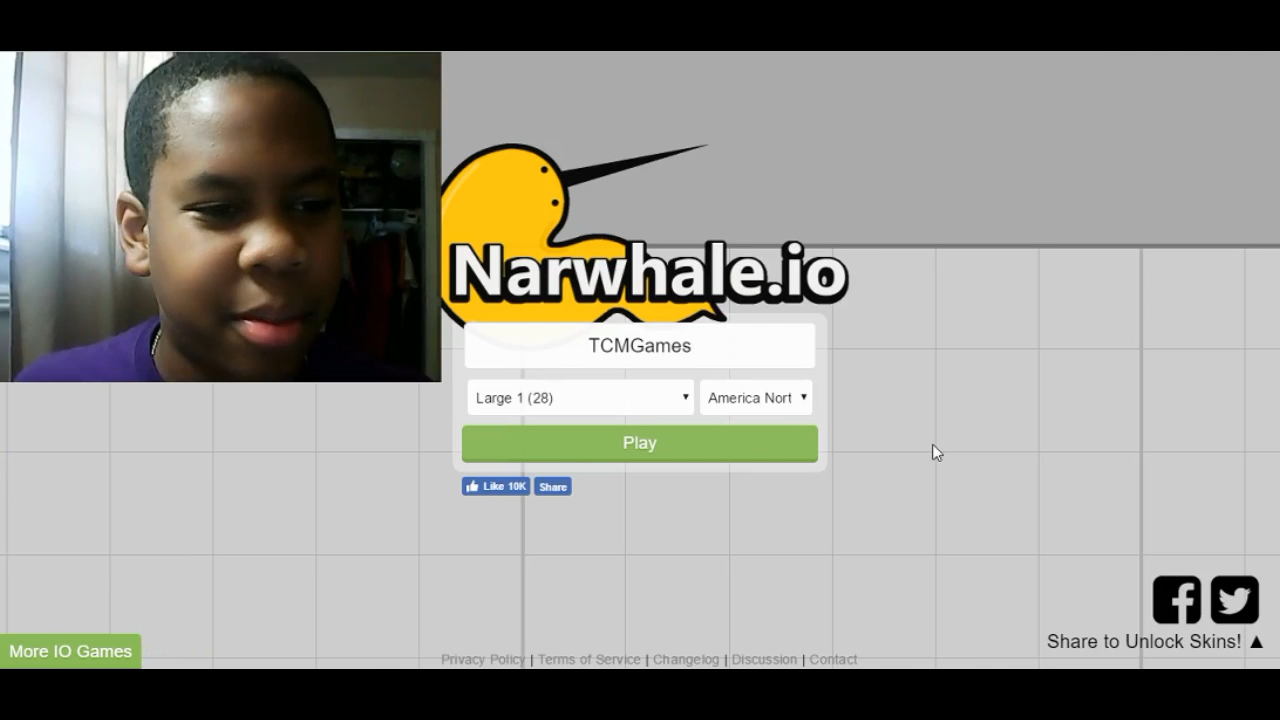 Narwhale.io
TCMGames
Large 1 (28)
America Nort
Play
Like 10K
Share
Share to Unlock Skins! ▲
More IO Games
Privacy Policy | Terms of Service | Changelog | Discussion | Contact